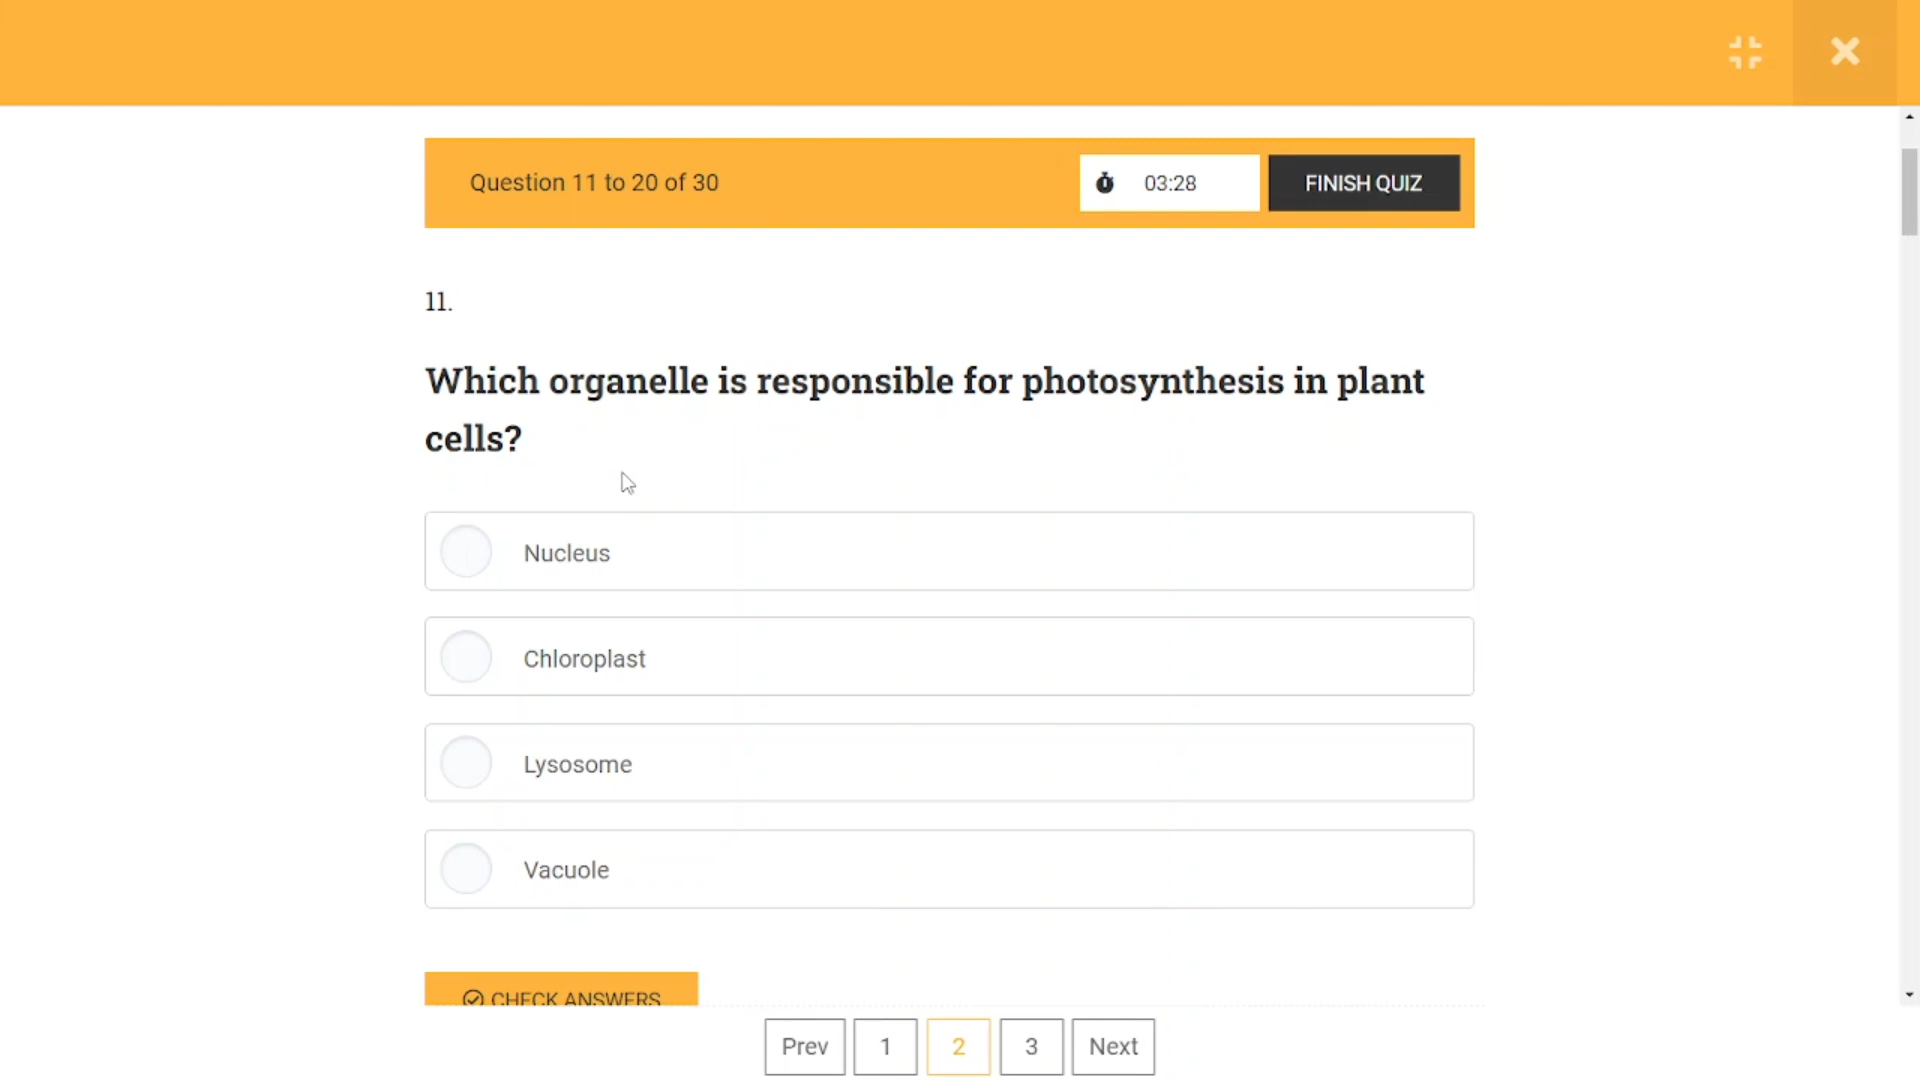 Question 11 to 20 of 30
03:28
FINISH QUIZ
11.
Which organelle is responsible for photosynthesis in plant
cells?
Nucleus
Chloroplast
Lysosome
Vacuole
CHECK ANSWERS
Prev 1 2 3 Next